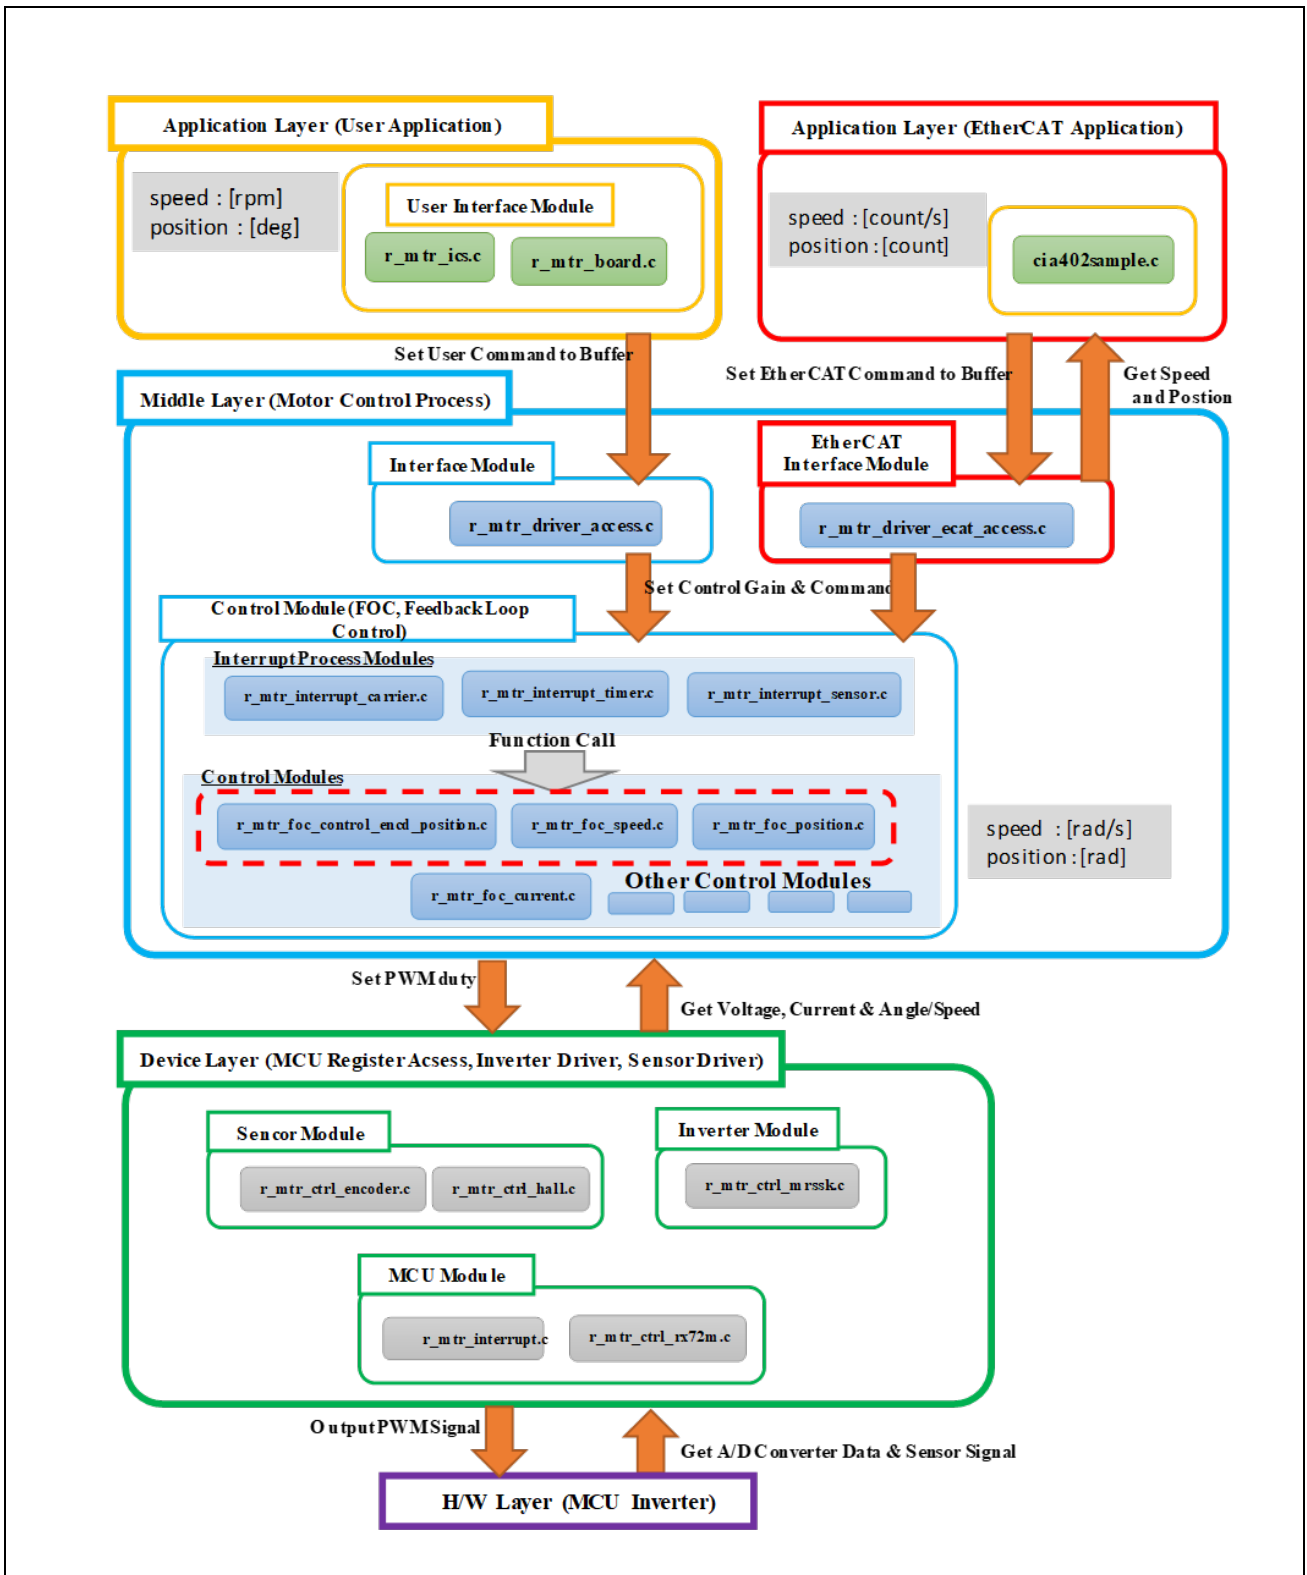 Application Layer (User Application)
speed : [rpm]
position : [deg]
User Interface Module
r_mtr_ics.c
r_mtr_board.c
Application Layer (EtherCAT Application)
speed : [count/s]
position : [count]
cia402sample.c
Set User Command to Buffer
Set EtherCAT Command to Buffer
Get Speed
and Postion
Middle Layer (Motor Control Process)
Interface Module
r_mtr_driver_access.c
EtherCAT
Interface Module
r_mtr_driver_ecat_access.c
Set Control Gain & Command
Control Module (FOC, Feedback Loop
Control)
Interrupt Process Modules
r_mtr_interrupt_carrier.c
r_mtr_interrupt_timer.c
r_mtr_interrupt_sensor.c
Function Call
Control Modules
r_mtr_foc_control_encd_position.c
r_mtr_foc_speed.c
r_mtr_foc_position.c
r_mtr_foc_current.c
Other Control Modules
speed : [rad/s]
position : [rad]
Set PWM duty
Get Voltage, Current & Angle/Speed
Device Layer (MCU Register Acsess, Inverter Driver, Sensor Driver)
Sencor Module
r_mtr_ctrl_encoder.c
r_mtr_ctrl_hall.c
Inverter Module
r_mtr_ctrl_mrssk.c
MCU Module
r_mtr_interrupt.c
r_mtr_ctrl_rx72m.c
Output PWM Signal
Get A/D Converter Data & Sensor Signal
H/W Layer (MCU Inverter)